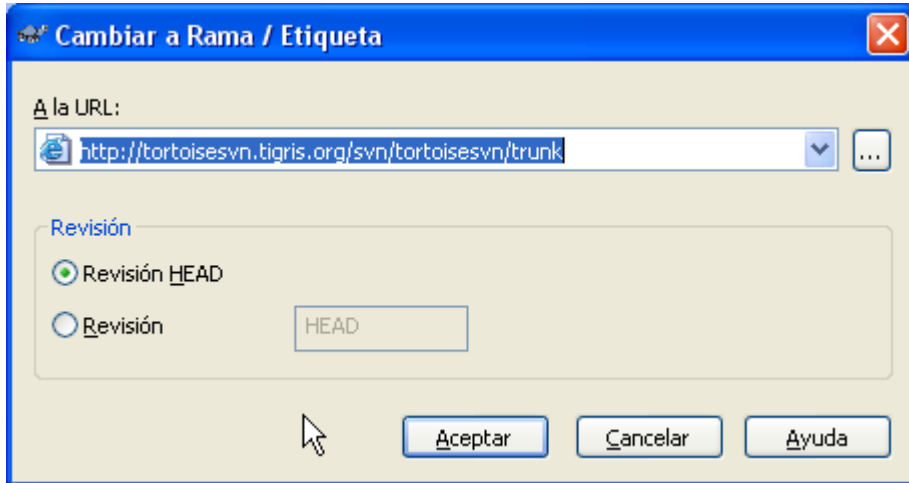 Cambiar a Rama / Etiqueta
A la URL:
http://tortoisesvn.tigris.org/svn/tortoisesvn/trunk
...
Revisión
Revisión HEAD
Revisión HEAD
Aceptar Cancelar Ayuda